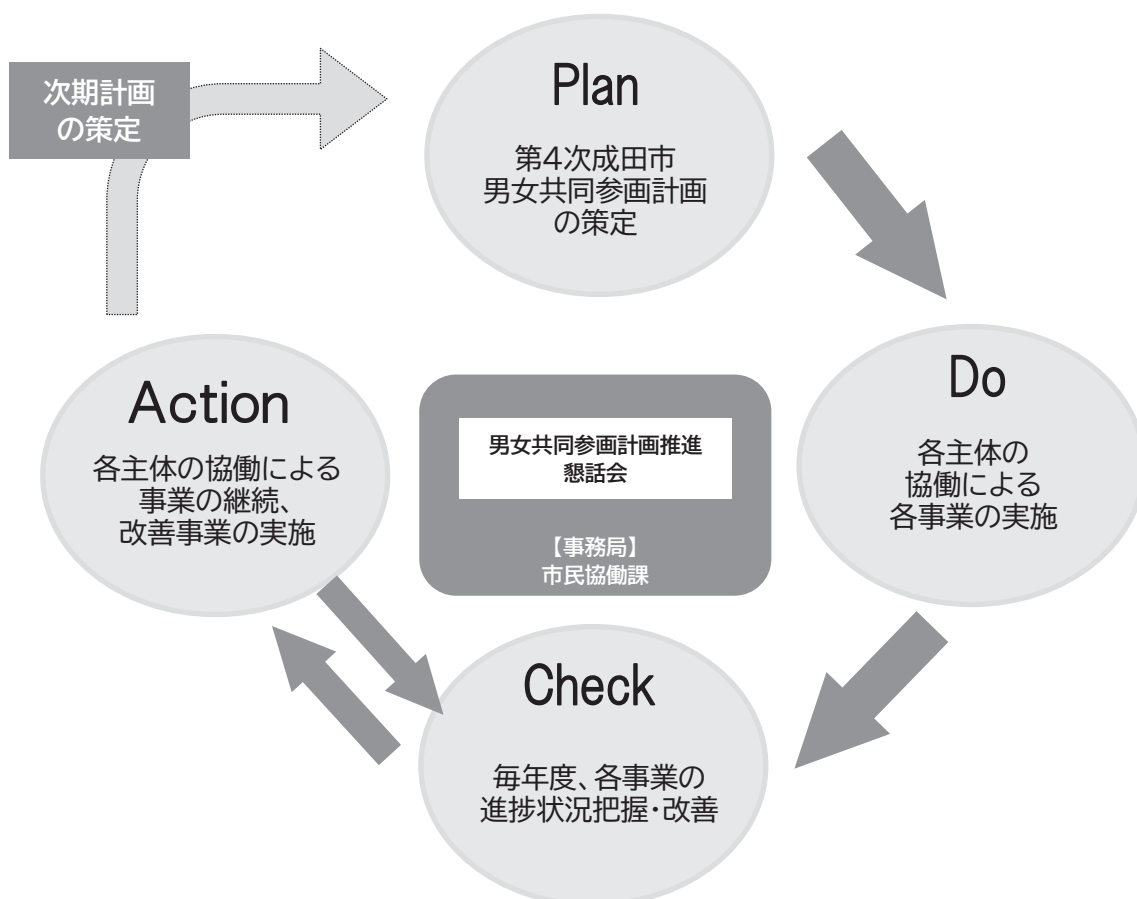 次期計画
の策定
Plan
第4次成田市
男女共同参画計画
の策定
Do
各主体の
協働による
各事業の実施
Action
各主体の協働による
事業の継続、
改善事業の実施
男女共同参画計画推進
懇話会
【事務局】
市民協働課
Check
毎年度、各事業の
進捗状況把握・改善